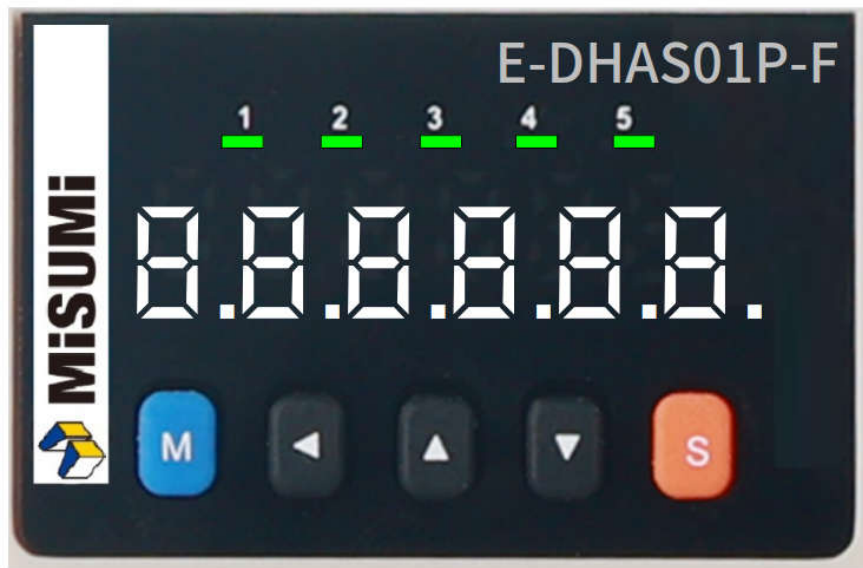 E-DHAS01P-F
1 2 3 4 5
MiSUMi
8.8.8.8.8.8.
M ◀ ▲ ▼ S